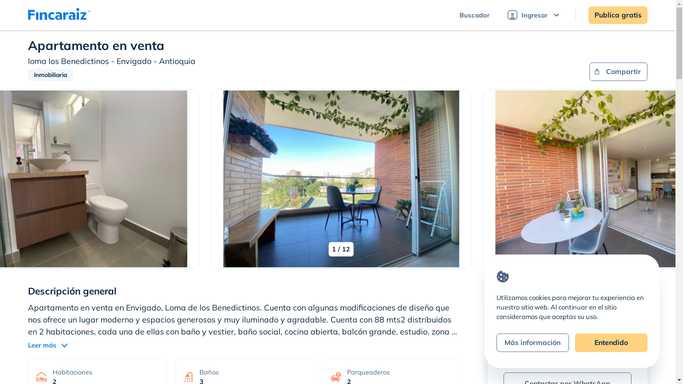 Fincaraiz
Buscador
Ingresar
Publica gratis
Apartamento en venta
loma los Benedictinos - Envigado - Antioquia
Inmobiliaria
Compartir
1 / 12
Descripción general
Apartamento en venta en Envigado, Loma de los Benedictinos. Cuenta con algunas modificaciones de diseño que
nos ofrece un lugar moderno y espacios generosos y muy iluminado y agradable. Cuenta con 88 mts2 distribuidos
en 2 habitaciones, cada una de ellas con baño y vestier, baño social, cocina abierta, balcón grande, estudio, zona ...
Leer más
Habitaciones
2
Baños
3
Parqueaderos
2
Utilizamos cookies para mejorar tu experiencia en
nuestro sitio web. Al continuar en el sitio
consideramos que aceptas su uso.
Más información
Entendido
Contactar por WhatsApp